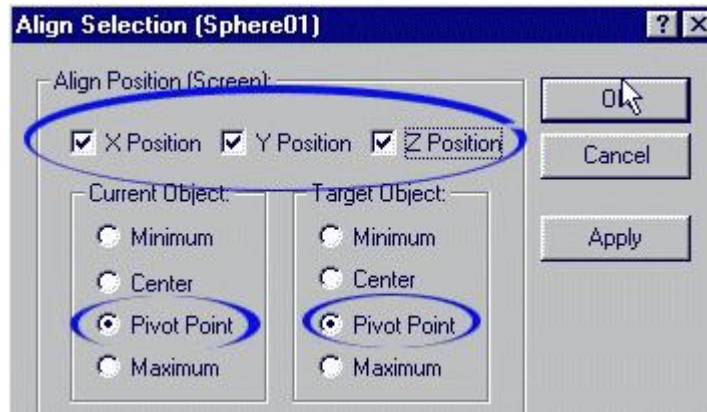 Align Selection (Sphere01)
Align Position (Screen):
X Position Y Position Z Position
Current Object:
Minimum
Center
Pivot Point
Maximum
Target Object:
Minimum
Center
Pivot Point
Maximum
Cancel
Apply